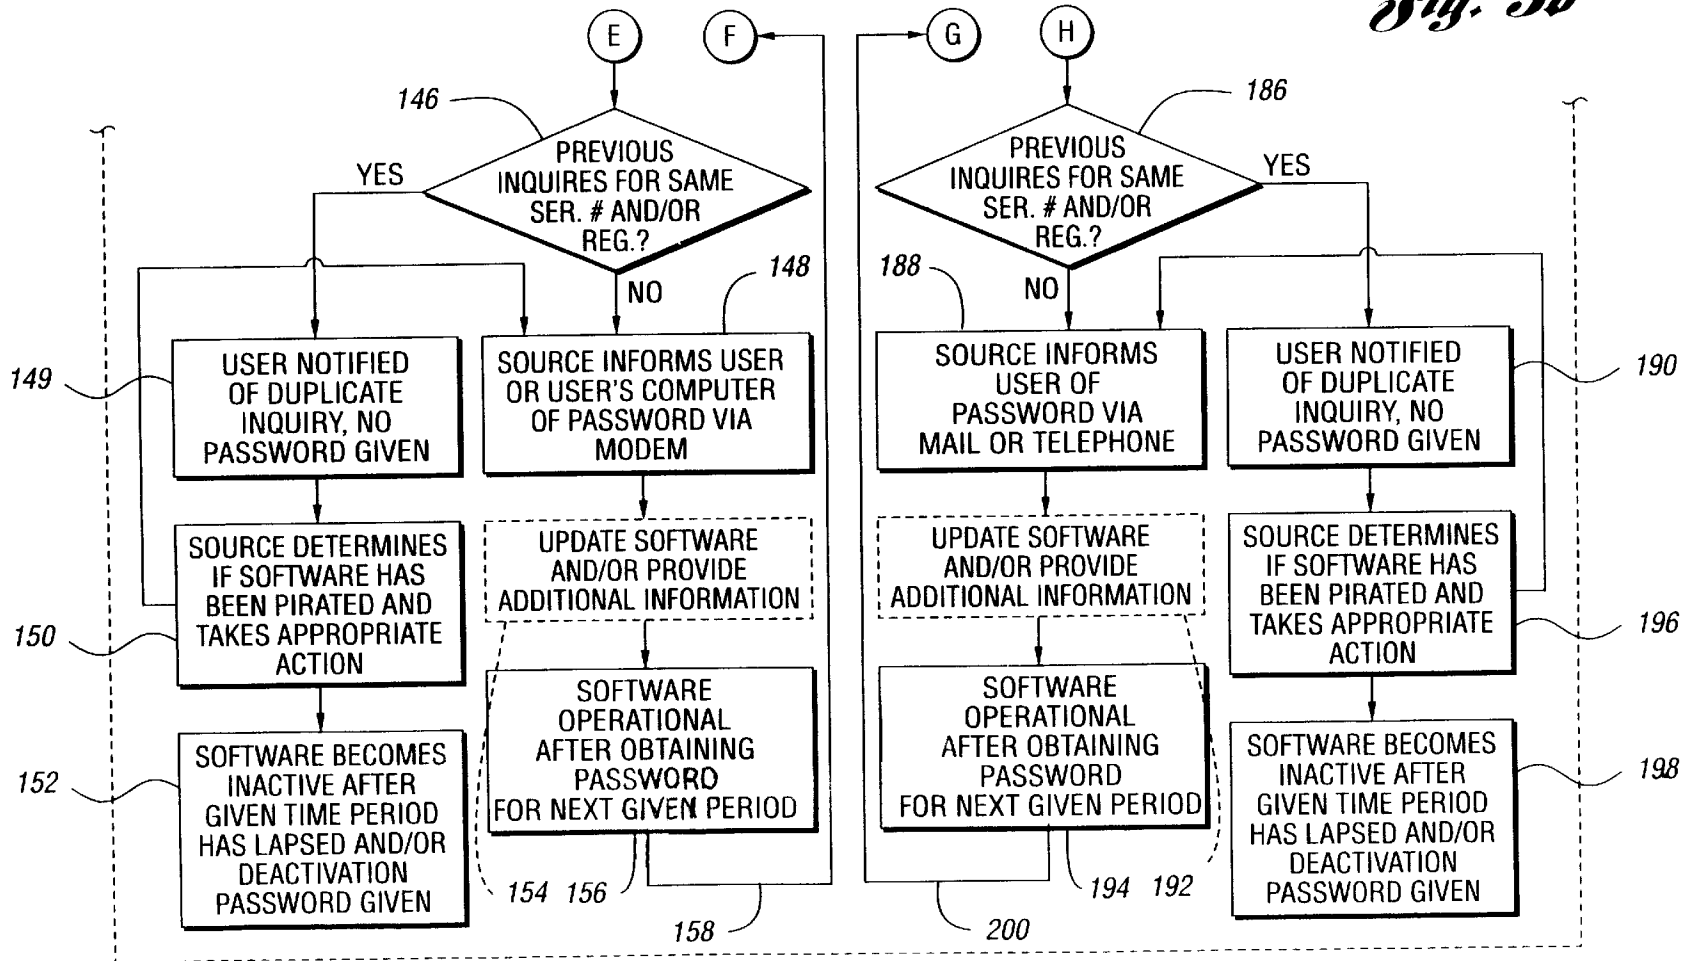 Fig. 3b
E
F
G
H
146
PREVIOUS
INQUIRES FOR SAME
SER. # AND/OR
REG.?
YES
NO
186
PREVIOUS
INQUIRES FOR SAME
SER. # AND/OR
REG.?
YES
NO
149
USER NOTIFIED
OF DUPLICATE
INQUIRY, NO
PASSWORD GIVEN
148
SOURCE INFORMS USER
OR USER'S COMPUTER
OF PASSWORD VIA
MODEM
188
SOURCE INFORMS
USER OF
PASSWORD VIA
MAIL OR TELEPHONE
190
USER NOTIFIED
OF DUPLICATE
INQUIRY, NO
PASSWORD GIVEN
150
SOURCE DETERMINES
IF SOFTWARE HAS
BEEN PIRATED AND
TAKES APPROPRIATE
ACTION
UPDATE SOFTWARE
AND/OR PROVIDE
ADDITIONAL INFORMATION
UPDATE SOFTWARE
AND/OR PROVIDE
ADDITIONAL INFORMATION
SOURCE DETERMINES
IF SOFTWARE HAS
BEEN PIRATED AND
TAKES APPROPRIATE
ACTION
196
152
SOFTWARE BECOMES
INACTIVE AFTER
GIVEN TIME PERIOD
HAS LAPSED AND/OR
DEACTIVATION
PASSWORD GIVEN
SOFTWARE
OPERATIONAL
AFTER OBTAINING
PASSWORD
FOR NEXT GIVEN PERIOD
SOFTWARE
OPERATIONAL
AFTER OBTAINING
PASSWORD
FOR NEXT GIVEN PERIOD
SOFTWARE BECOMES
INACTIVE AFTER
GIVEN TIME PERIOD
HAS LAPSED AND/OR
DEACTIVATION
PASSWORD GIVEN
198
154 156
194 192
158
200